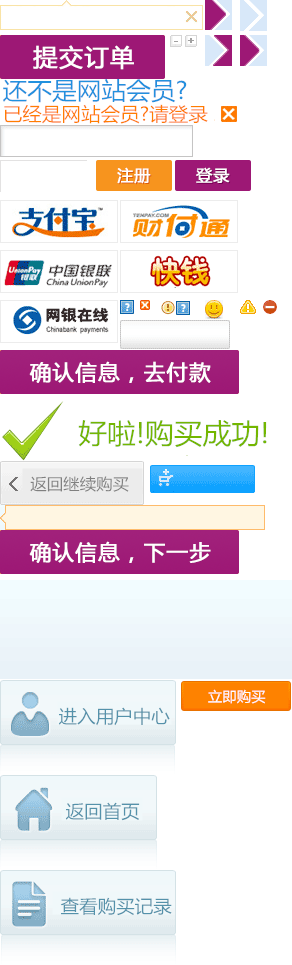 提交订单
还不是网站会员?
已经是网站会员?请登录
注册 登录
支付宝™ TENPAY.COM 财付通
UnionPay 银联 中国银联 China UnionPay 快钱
网银在线 Chinabank payments
确认信息，去付款
好啦!购买成功!
返回继续购买
确认信息，下一步
进入用户中心 立即购买
返回首页
查看购买记录